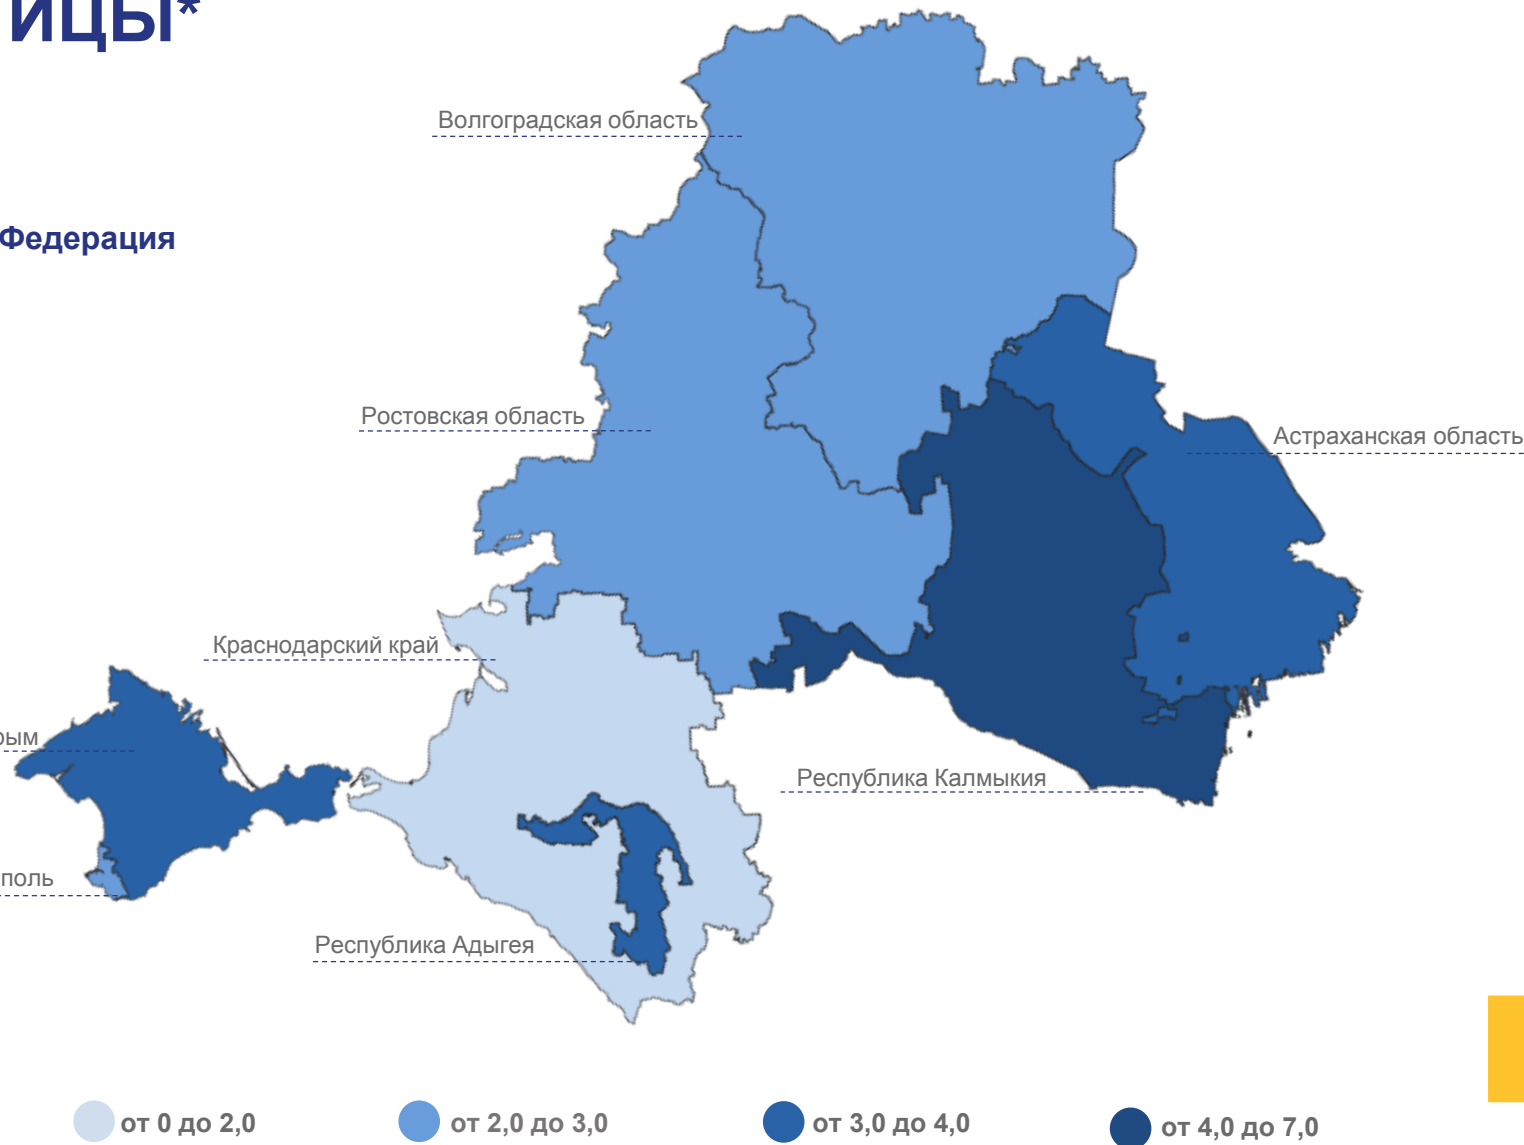 ИЦЫ*
Волгоградская область
Федерация
Ростовская область
Астраханская область
Краснодарский край
рым
Республика Калмыкия
поль
Республика Адыгея
от 0 до 2,0
от 2,0 до 3,0
от 3,0 до 4,0
от 4,0 до 7,0